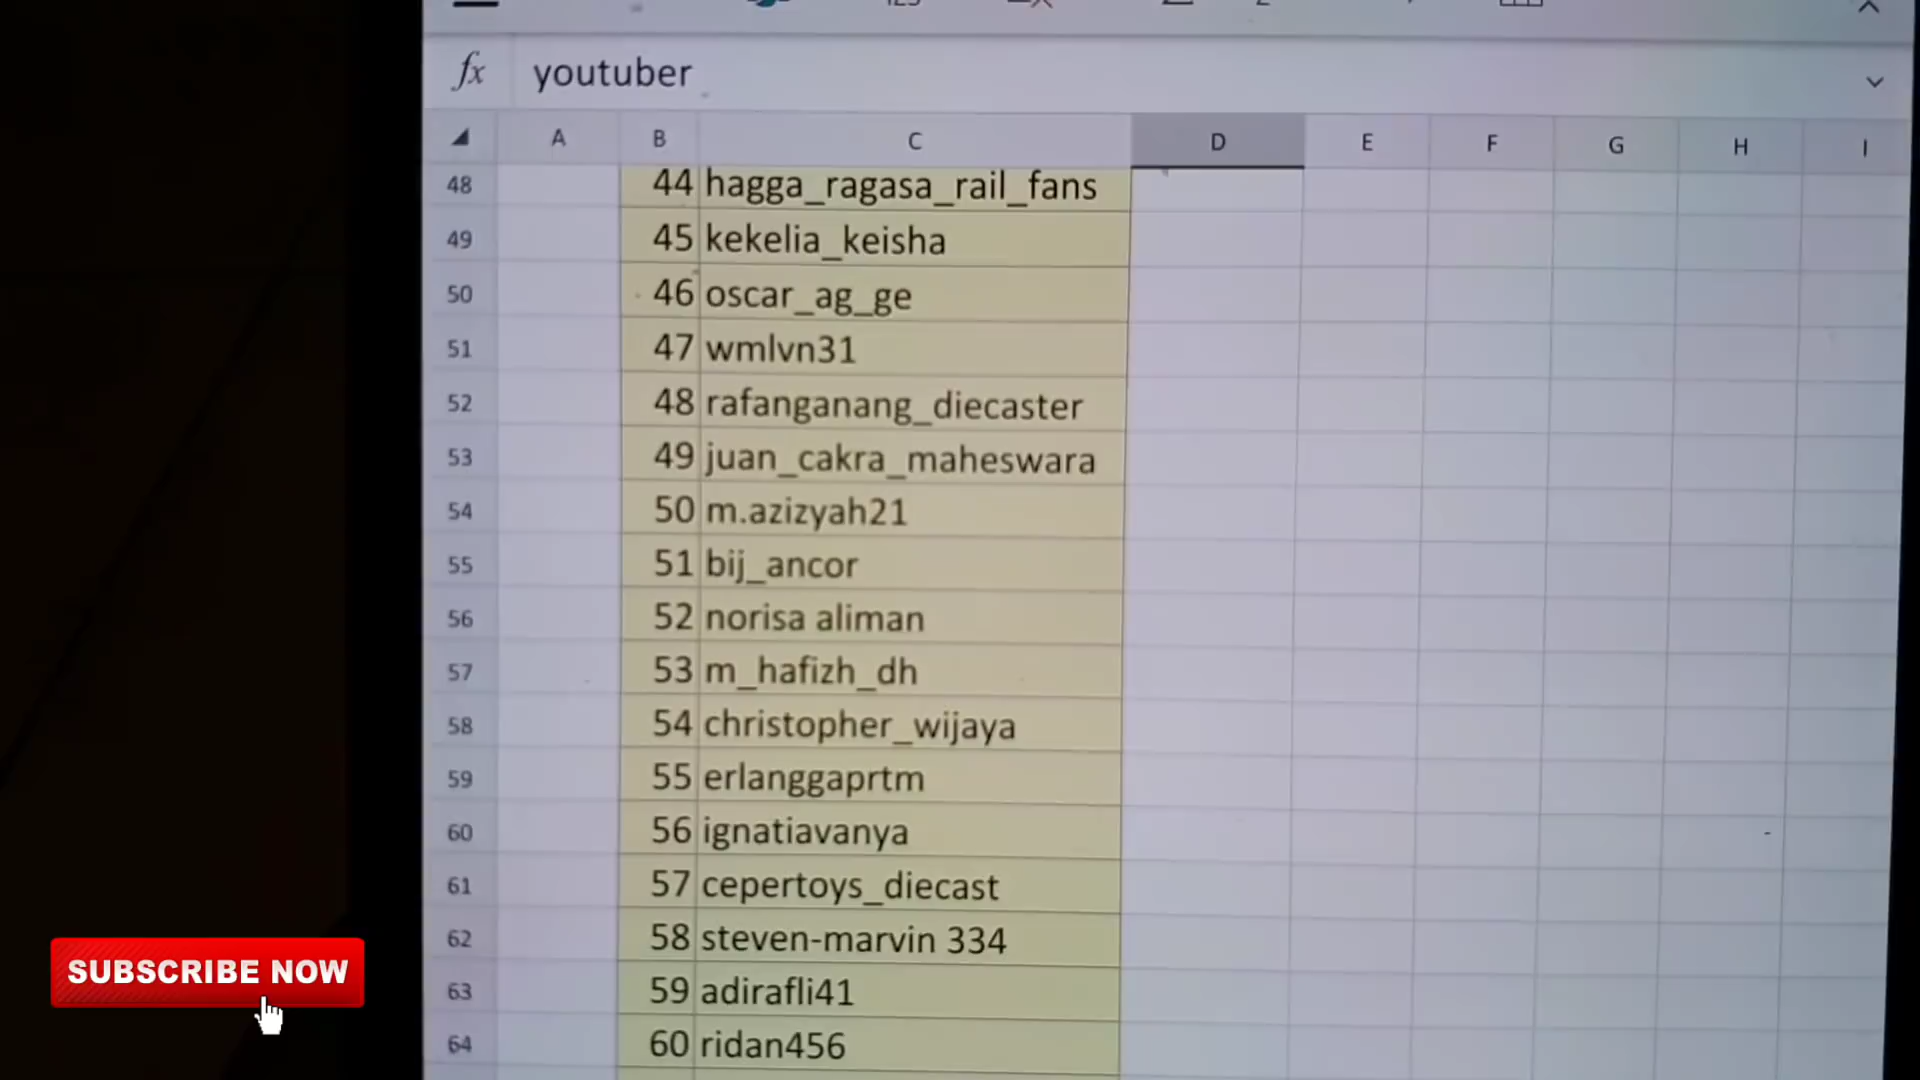 fx youtuber
A B C D E F G H I
48 44 hagga_ragasa_rail_fans
49 45 kekelia_keisha
50 46 oscar_ag_ge
51 47 wmlvn31
52 48 rafanganang_diecaster
53 49 juan_cakra_maheswara
54 50 m.azizyah21
55 51 bij_ancor
56 52 norisa aliman
57 53 m_hafizh_dh
58 54 christopher_wijaya
59 55 erlanggaprtm
60 56 ignatiavanya
61 57 cepertoys_diecast
62 58 steven-marvin 334
63 59 adirafli41
64 60 ridan456
SUBSCRIBE NOW